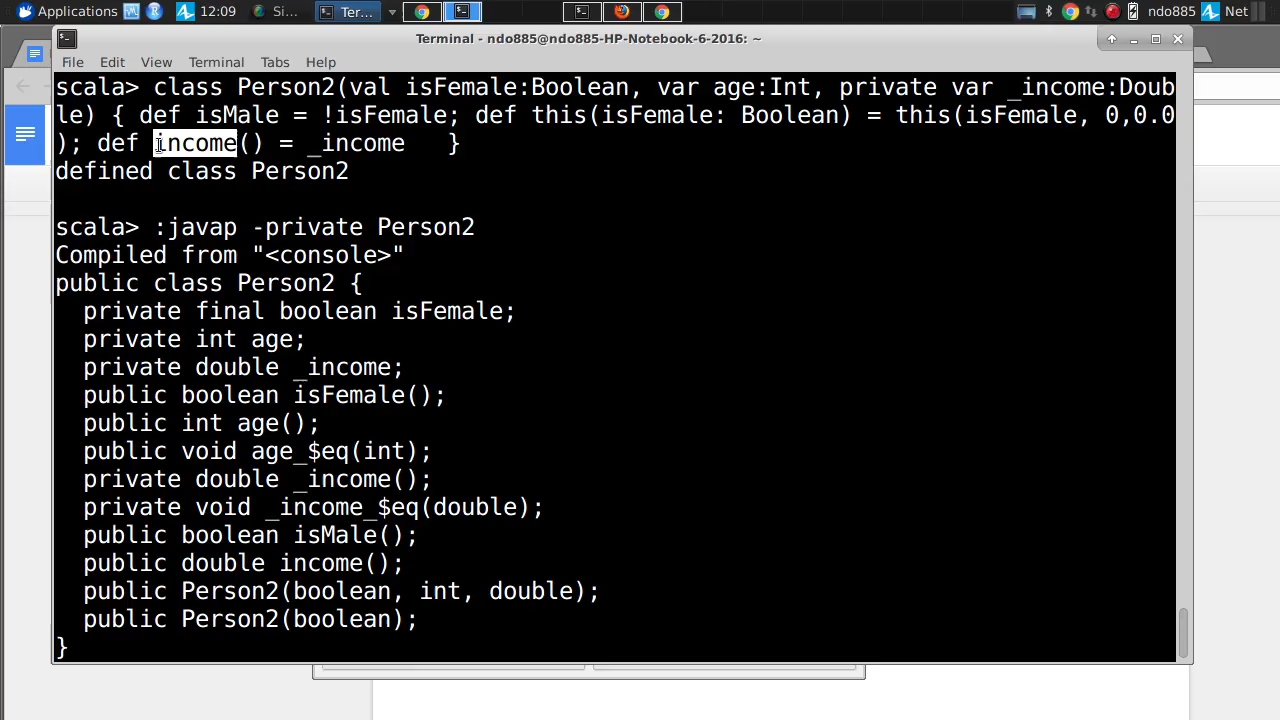 Applications 12:09 Si... Ter... ndo885 Net
Terminal - ndo885@ndo885-HP-Notebook-6-2016: ~
File Edit View Terminal Tabs Help
scala> class Person2(val isFemale:Boolean, var age:Int, private var _income:Doub
le) { def isMale = !isFemale; def this(isFemale: Boolean) = this(isFemale, 0,0.0
); def income() = _income   }
defined class Person2
scala> :javap -private Person2
Compiled from "<console>"
public class Person2 {
  private final boolean isFemale;
  private int age;
  private double _income;
  public boolean isFemale();
  public int age();
  public void age_$eq(int);
  private double _income();
  private void _income_$eq(double);
  public boolean isMale();
  public double income();
  public Person2(boolean, int, double);
  public Person2(boolean);
}